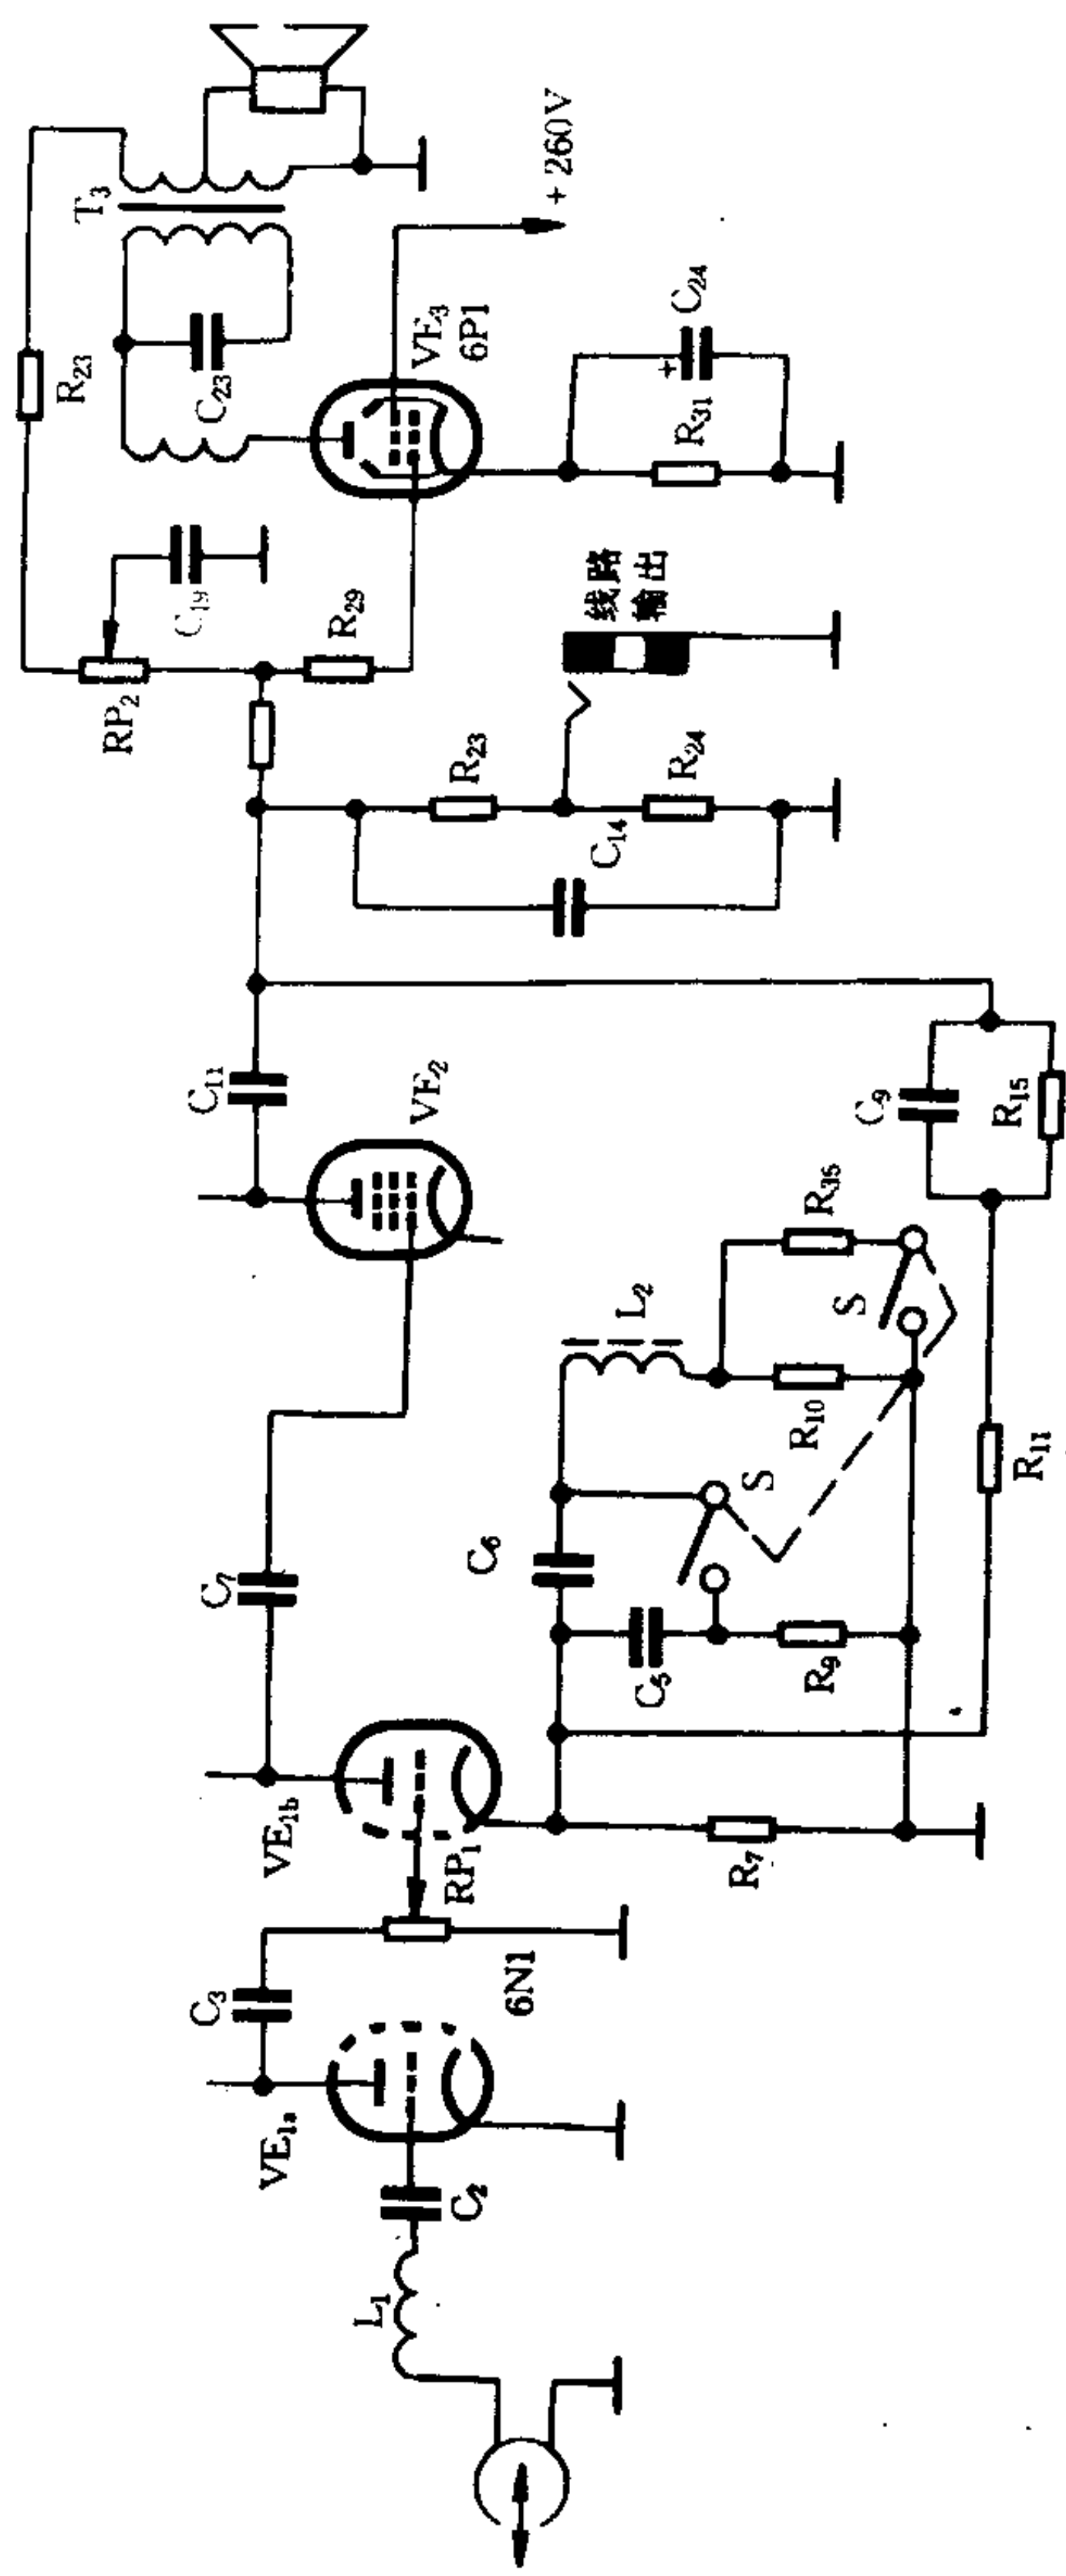 L₁
C₂
VE₁ₐ
C₃
6N1
RP₁
VE₁b
C₇
R₇
C₅
R₉
C₆
S
L₂
R₁₀
R₃₅
S
R₁₁
C₉
R₁₅
VE₂
C₁₁
C₁₄
R₂₃
R₂₄
线路
输出
RP₂
C₁₉
R₂₉
R₂₃
C₂₃
T₃
VE₃
6P1
R₃₁
+
C₂₄
+260V